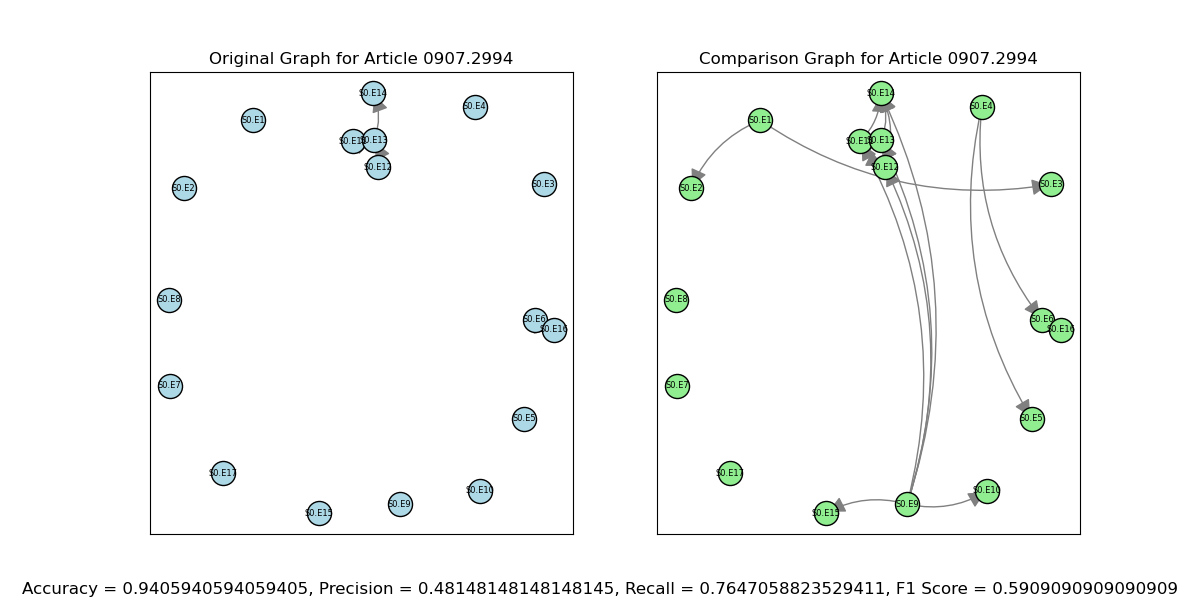 Original Graph for Article 0907.2994
S0.E14
S0.E4
S0.E1
S0.E13
S0.E12
S0.E3
S0.E2
S0.E8
S0.E6
S0.E16
S0.E7
S0.E5
S0.E17
S0.E10
S0.E9
S0.E15
Comparison Graph for Article 0907.2994
S0.E14
S0.E4
S0.E1
S0.E13
S0.E12
S0.E3
S0.E2
S0.E8
S0.E6
S0.E16
S0.E7
S0.E5
S0.E17
S0.E10
S0.E9
S0.E15
Accuracy = 0.9405940594059405, Precision = 0.48148148148148145, Recall = 0.7647058823529411, F1 Score = 0.5909090909090909